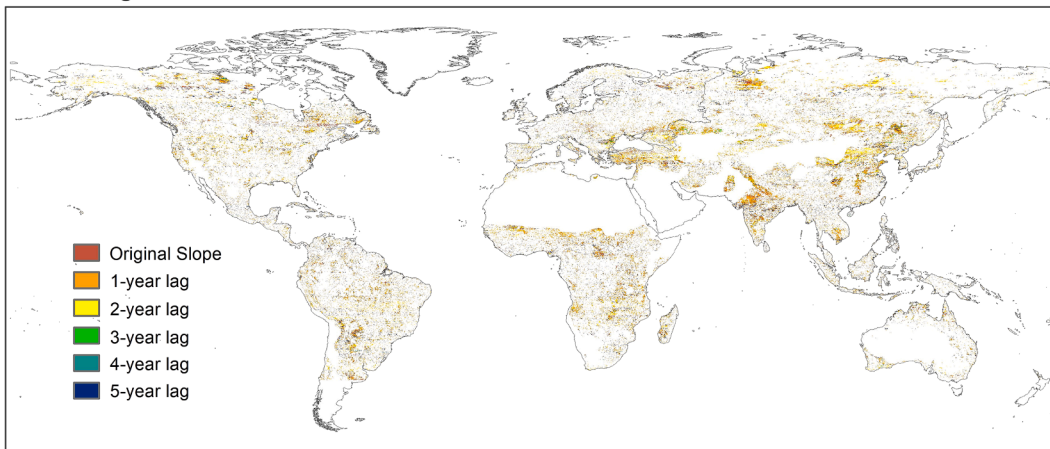 Original Slope
1-year lag
2-year lag
3-year lag
4-year lag
5-year lag